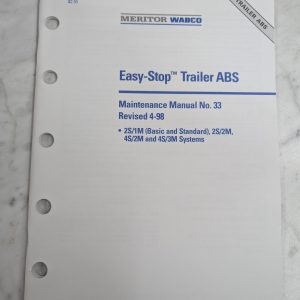 MERITOR WABCO
TRAILER ABS
Easy-Stop™ Trailer ABS
Maintenance Manual No. 33
Revised 4-98
• 2S/1M (Basic and Standard), 2S/2M,
4S/2M and 4S/3M Systems